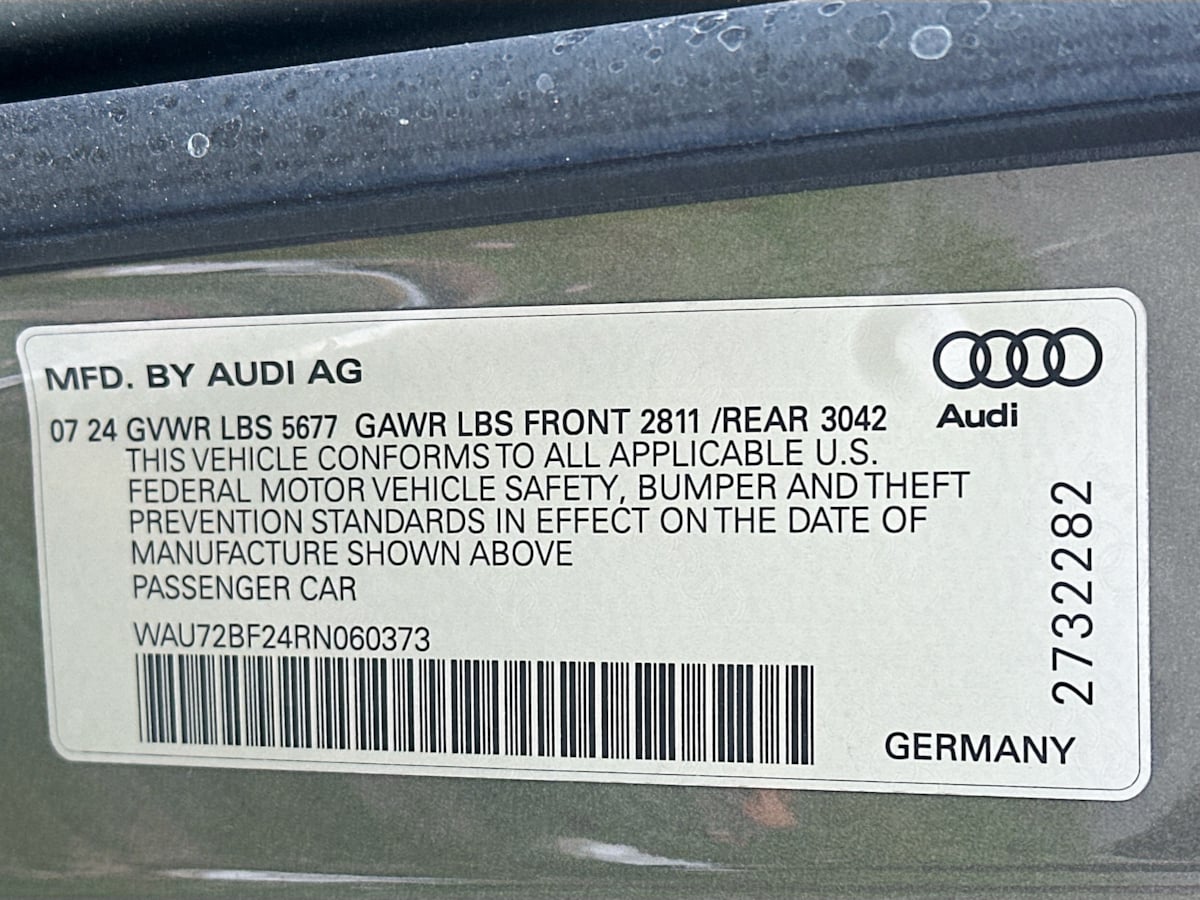 MFD. BY AUDI AG
Audi
07 24 GVWR LBS 5677 GAWR LBS FRONT 2811 /REAR 3042
THIS VEHICLE CONFORMS TO ALL APPLICABLE U.S.
FEDERAL MOTOR VEHICLE SAFETY, BUMPER AND THEFT
PREVENTION STANDARDS IN EFFECT ON THE DATE OF
MANUFACTURE SHOWN ABOVE
PASSENGER CAR
WAU72BF24RN060373
2732282
GERMANY